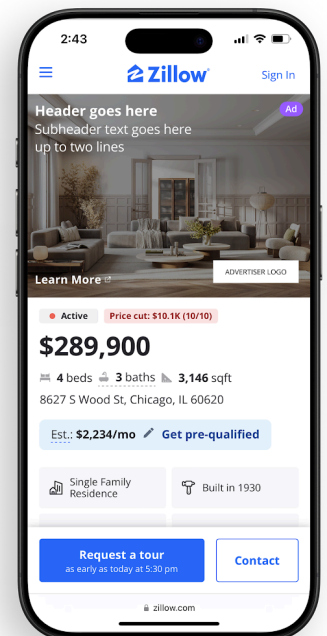 2:43
Zillow
Sign In
Header goes here
Ad
Subheader text goes here
up to two lines
Learn More
ADVERTISER LOGO
Active
Price cut: $10.1K (10/10)
$289,900
4 beds 3 baths 3,146 sqft
8627 S Wood St, Chicago, IL 60620
Est.: $2,234/mo Get pre-qualified
Single Family
Residence
Built in 1930
Request a tour
as early as today at 5:30 pm
Contact
zillow.com